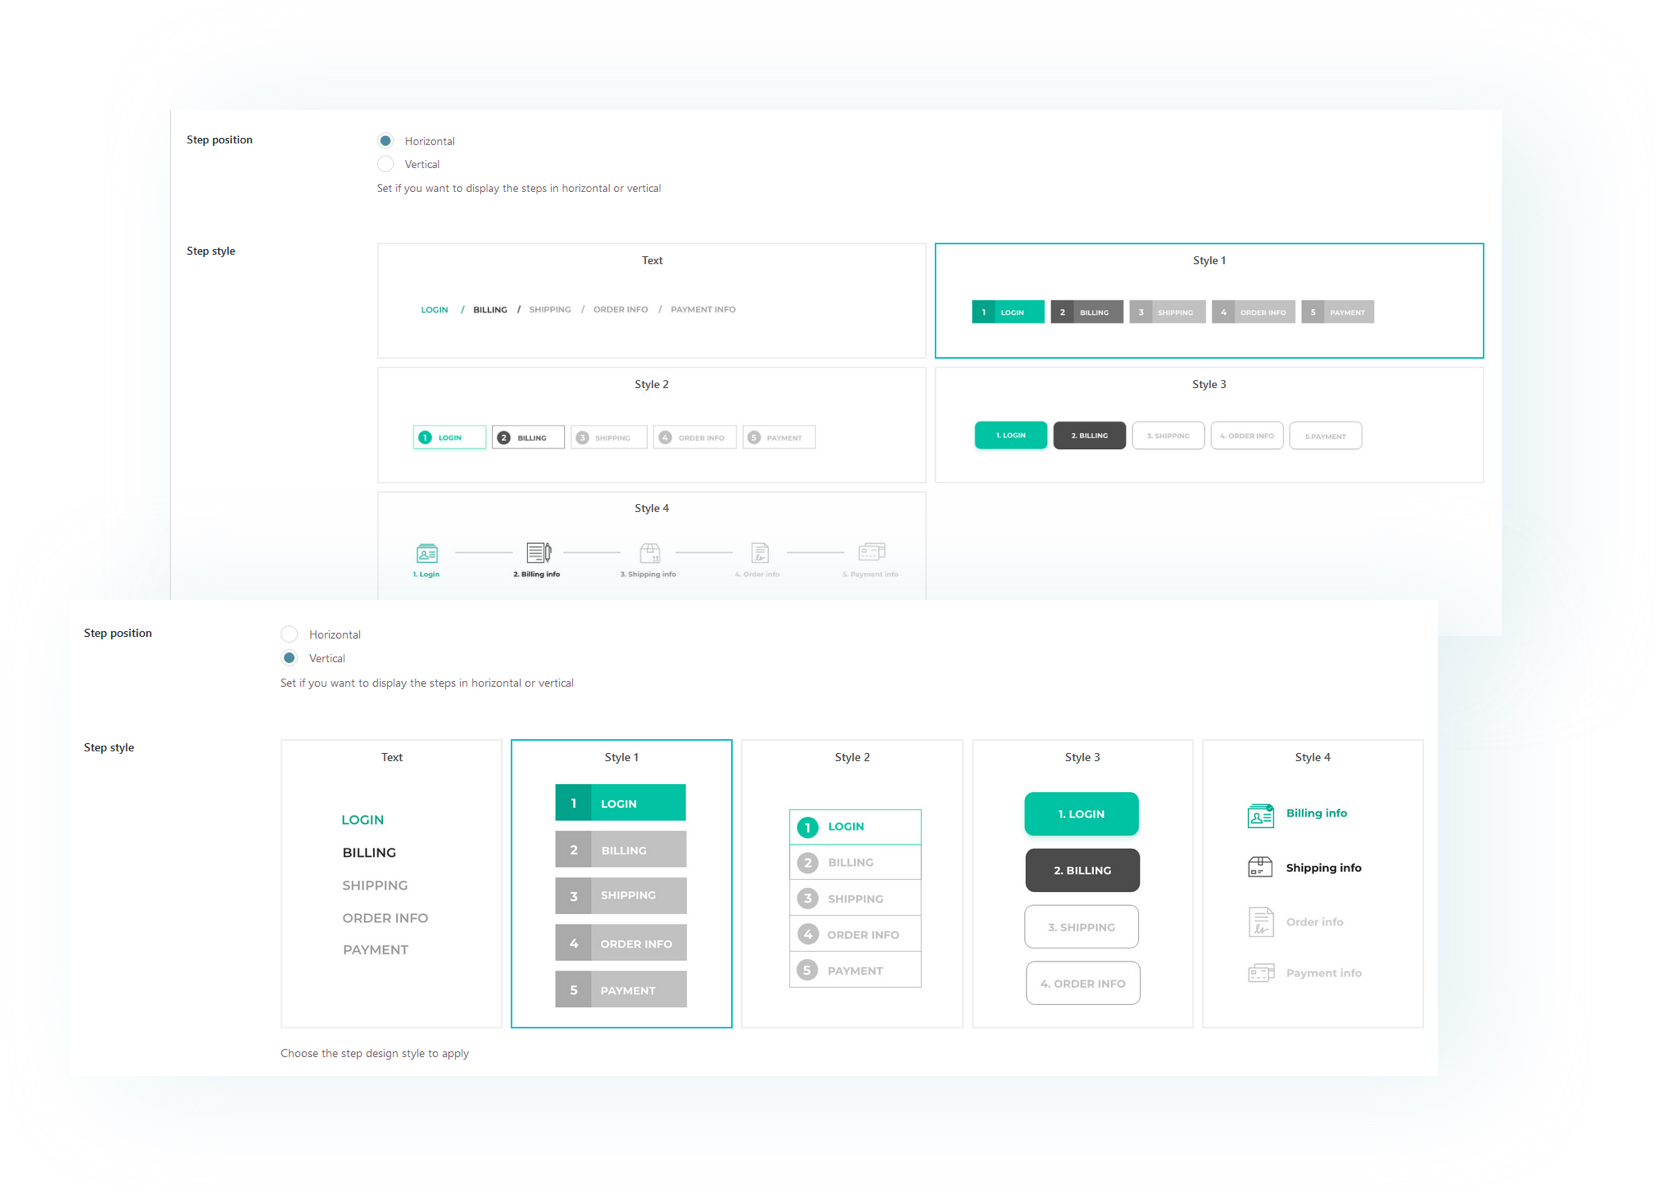 Step position
Horizontal
Vertical
Set if you want to display the steps in horizontal or vertical
Step style
Text
LOGIN / BILLING / SHIPPING / ORDER INFO / PAYMENT INFO
Style 1
1 LOGIN 2 BILLING 3 SHIPPING 4 ORDER INFO 5 PAYMENT
Style 2
1 LOGIN 2 BILLING 3 SHIPPING 4 ORDER INFO 5 PAYMENT
Style 3
1. LOGIN 2. BILLING 3. SHIPPING 4. ORDER INFO 5.PAYMENT
Style 4
1. Login 2. Billing info 3. Shipping info 4. Order info 5. Payment info
Step position
Horizontal
Vertical
Set if you want to display the steps in horizontal or vertical
Step style
Text
LOGIN
BILLING
SHIPPING
ORDER INFO
PAYMENT
Style 1
1 LOGIN
2 BILLING
3 SHIPPING
4 ORDER INFO
5 PAYMENT
Style 2
1 LOGIN
2 BILLING
3 SHIPPING
4 ORDER INFO
5 PAYMENT
Style 3
1. LOGIN
2. BILLING
3. SHIPPING
4. ORDER INFO
Style 4
Billing info
Shipping info
Order info
Payment info
Choose the step design style to apply